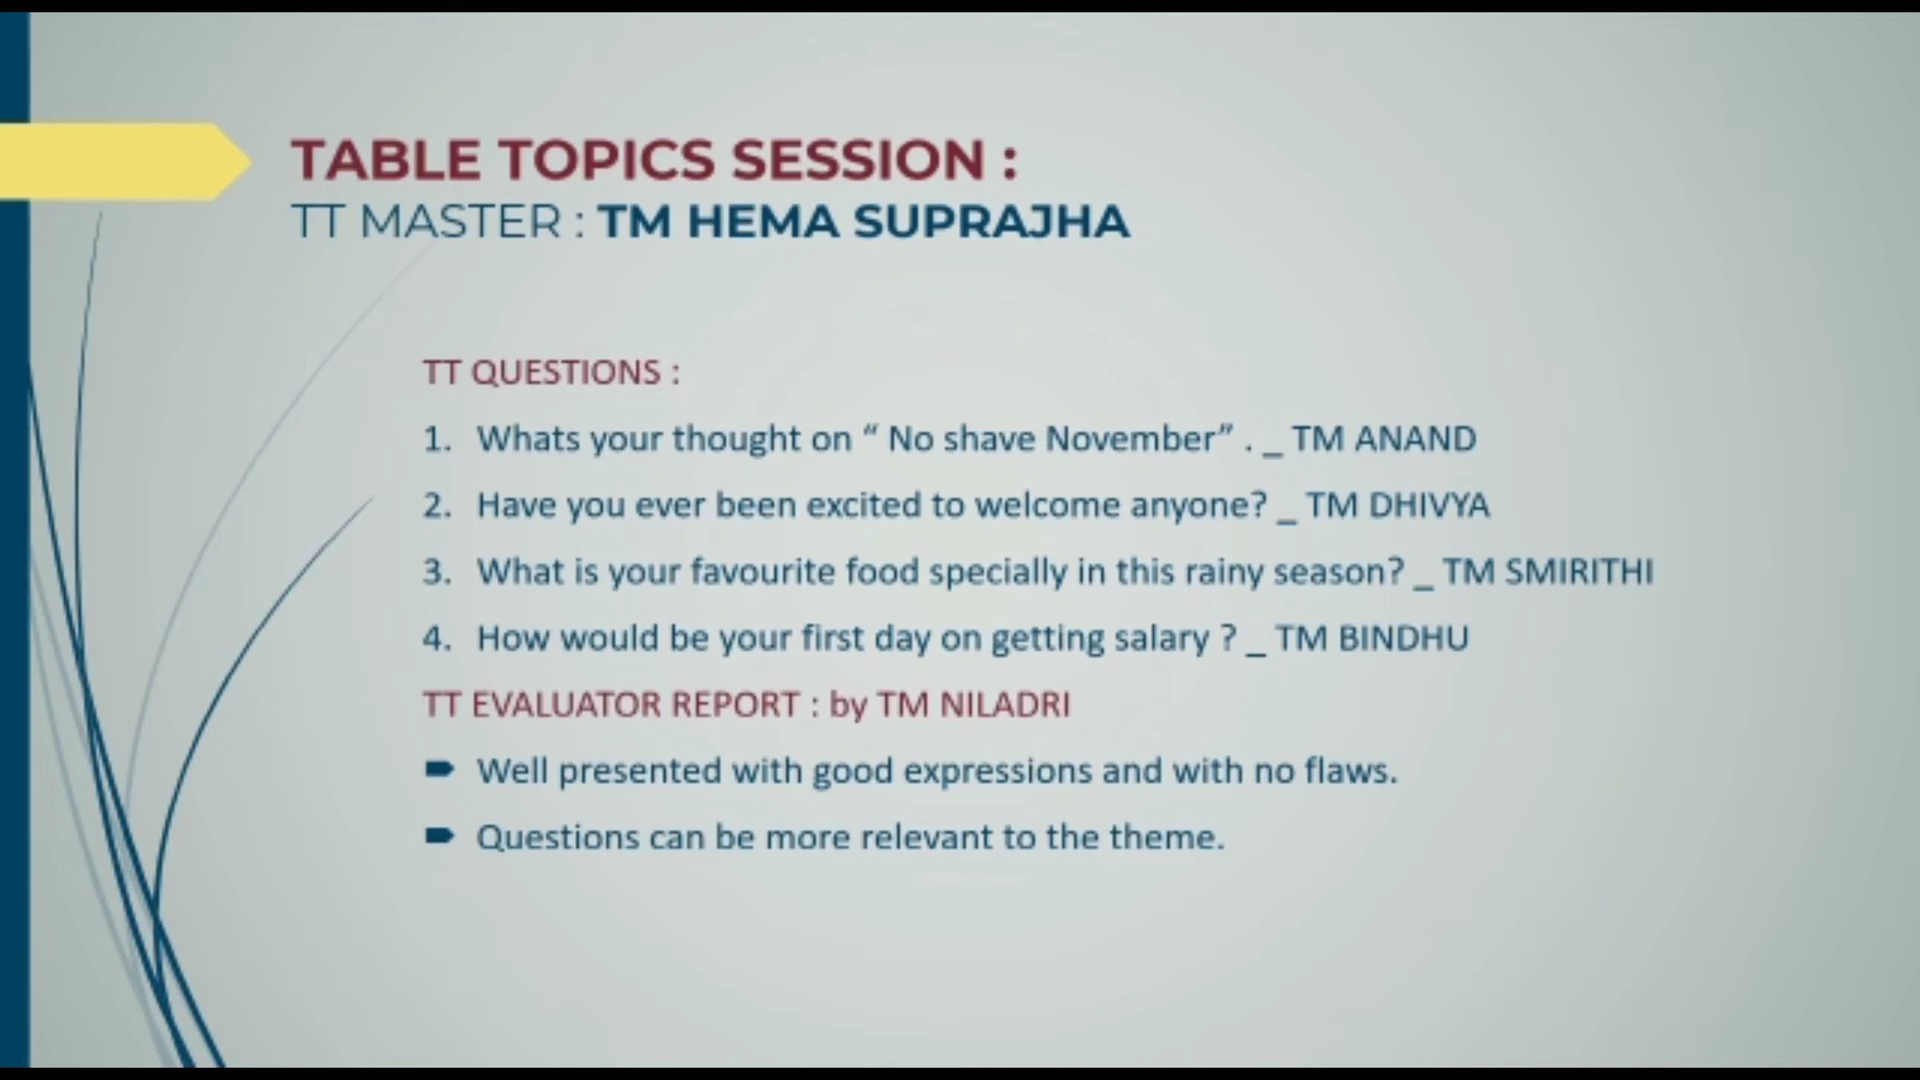 TABLE TOPICS SESSION :
TT MASTER : TM HEMA SUPRAJHA
TT QUESTIONS :
1. Whats your thought on “ No shave November” . _ TM ANAND
2. Have you ever been excited to welcome anyone? _ TM DHIVYA
3. What is your favourite food specially in this rainy season? _ TM SMIRITHI
4. How would be your first day on getting salary ? _ TM BINDHU
TT EVALUATOR REPORT : by TM NILADRI
Well presented with good expressions and with no flaws.
Questions can be more relevant to the theme.